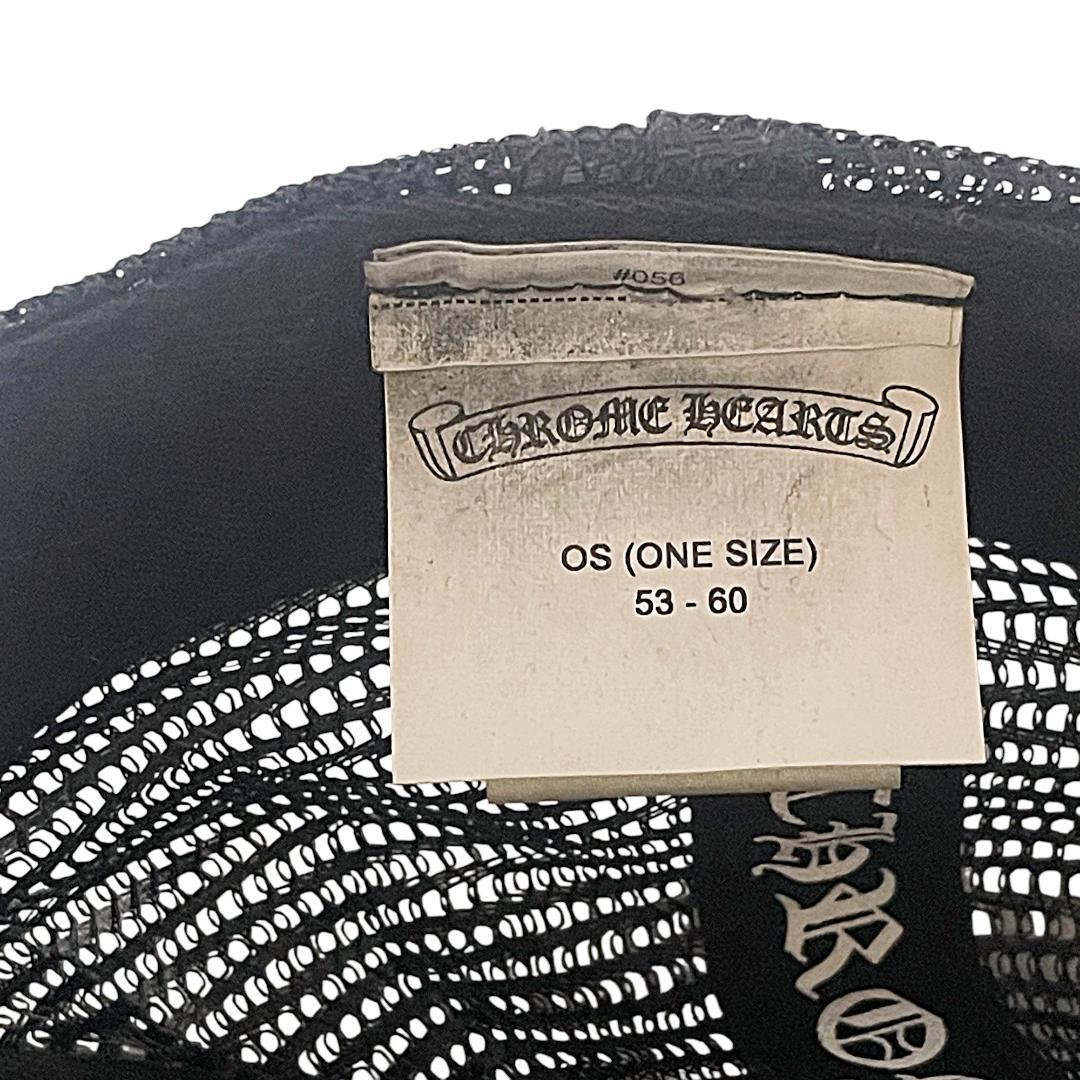 #056
CHROME HEARTS
OS (ONE SIZE)
53 - 60